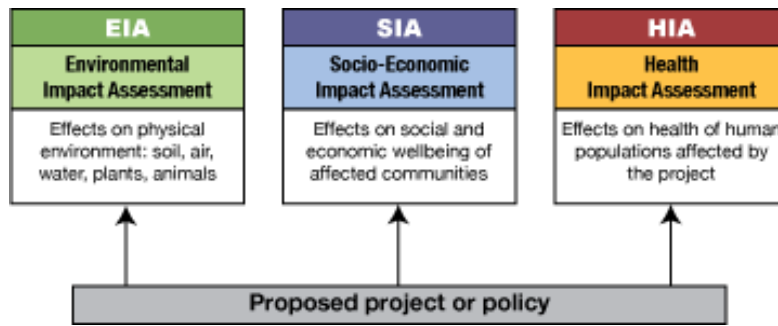 EIA
Environmental
Impact Assessment
Effects on physical
environment: soil, air,
water, plants, animals
SIA
Socio-Economic
Impact Assessment
Effects on social and
economic wellbeing of
affected communities
HIA
Health
Impact Assessment
Effects on health of human
populations affected by
the project
Proposed project or policy